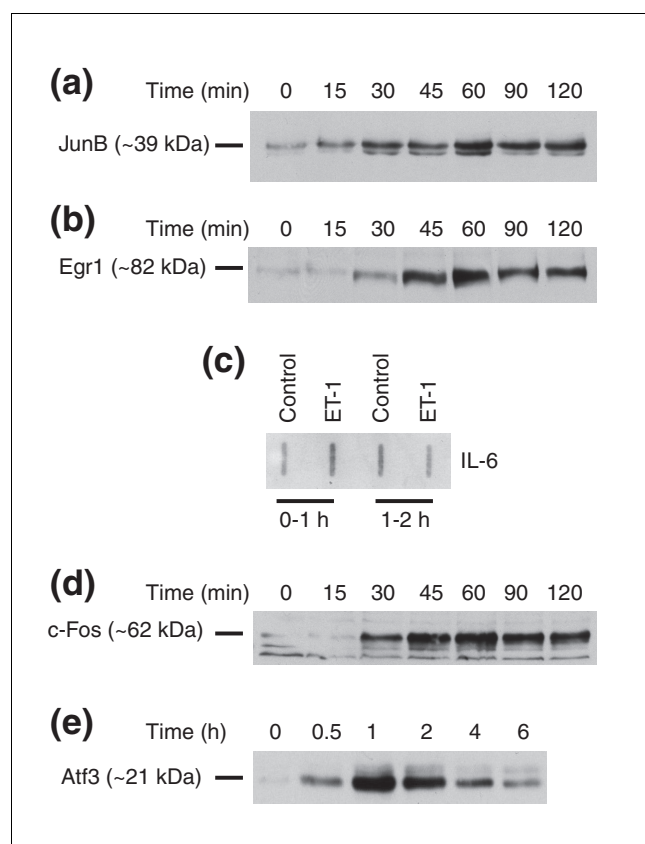 (a)
Time (min) 0 15 30 45 60 90 120
JunB (~39 kDa)
(b)
Time (min) 0 15 30 45 60 90 120
Egr1 (~82 kDa)
(c)
Control ET-1 Control ET-1
IL-6
0-1 h 1-2 h
(d)
Time (min) 0 15 30 45 60 90 120
c-Fos (~62 kDa)
(e)
Time (h) 0 0.5 1 2 4 6
Atf3 (~21 kDa)